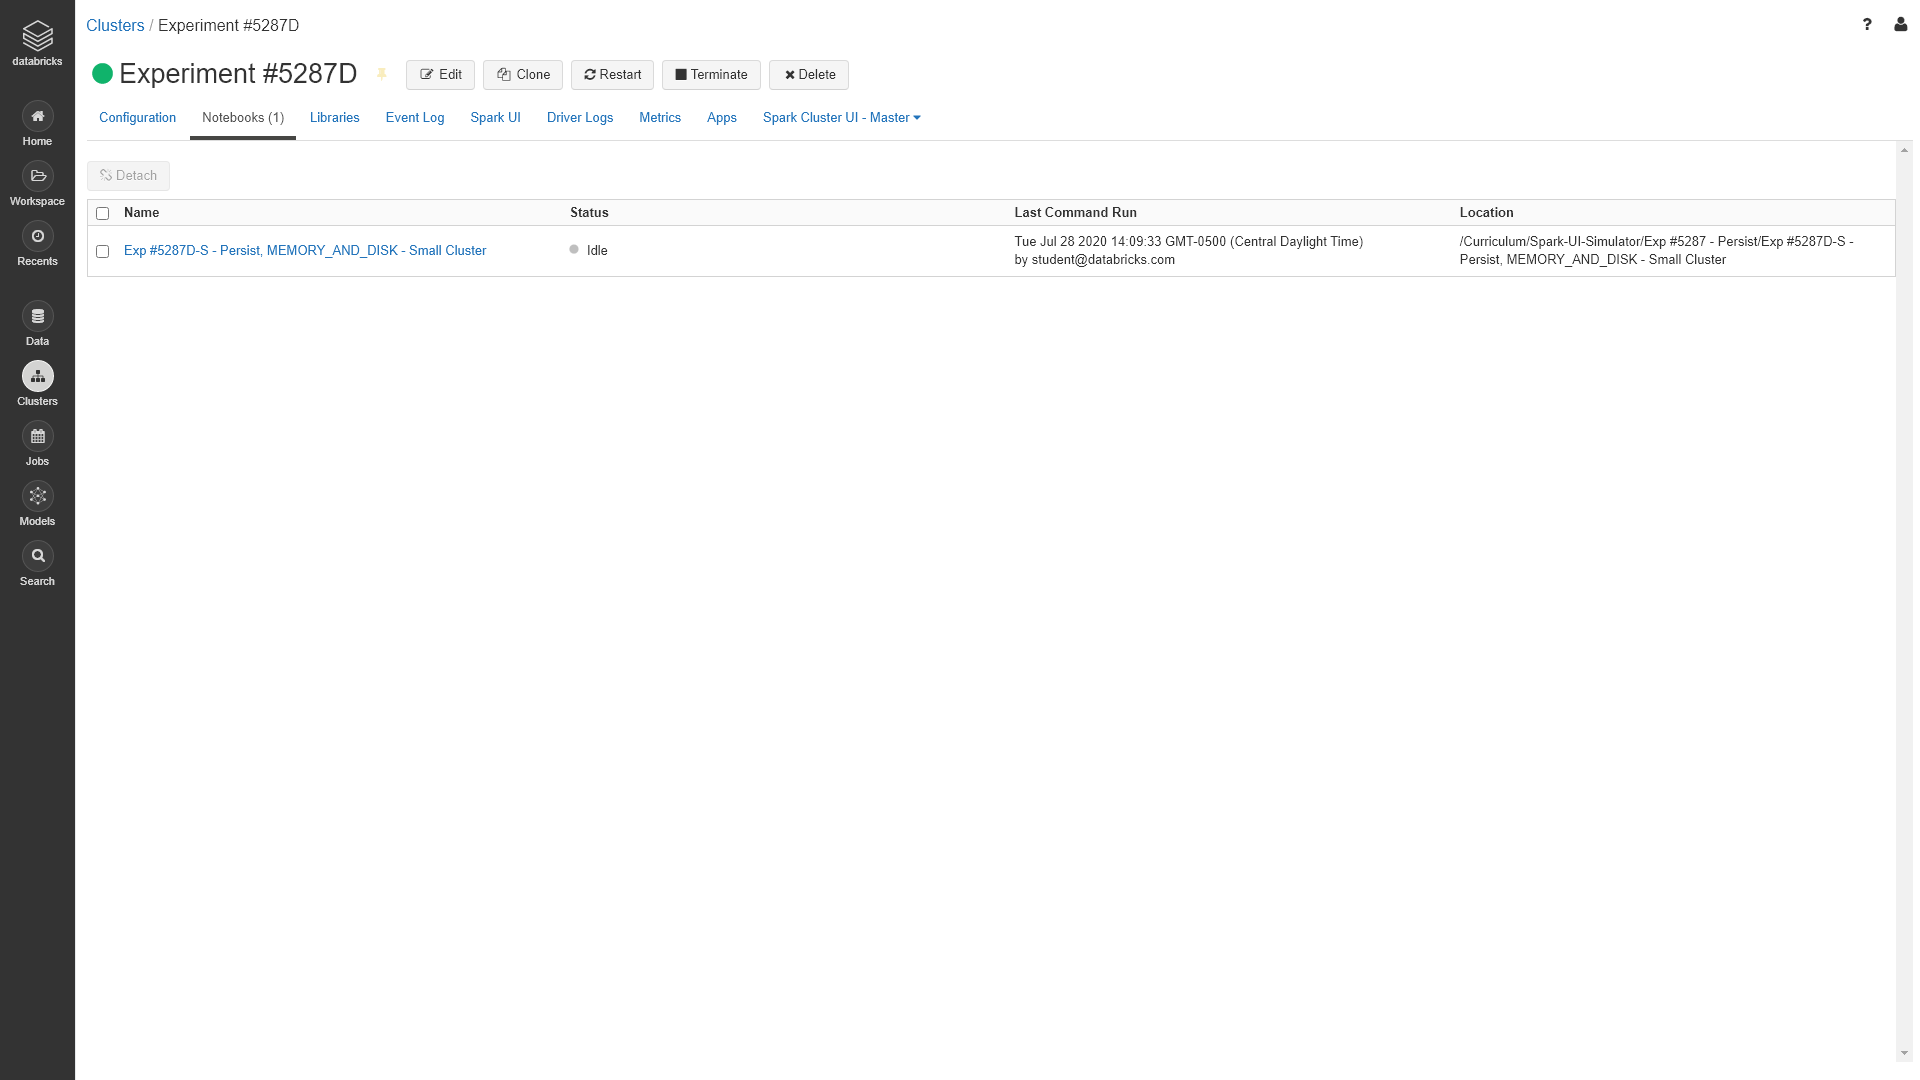 databricks
Home
Workspace
Recents
Data
Clusters
Jobs
Models
Search
Clusters / Experiment #5287D
?
Experiment #5287D
Edit
Clone
Restart
Terminate
Delete
Configuration
Notebooks (1)
Libraries
Event Log
Spark UI
Driver Logs
Metrics
Apps
Spark Cluster UI - Master
Detach
Name
Status
Last Command Run
Location
Exp #5287D-S - Persist, MEMORY_AND_DISK - Small Cluster
Idle
Tue Jul 28 2020 14:09:33 GMT-0500 (Central Daylight Time)
by student@databricks.com
/Curriculum/Spark-UI-Simulator/Exp #5287 - Persist/Exp #5287D-S -
Persist, MEMORY_AND_DISK - Small Cluster